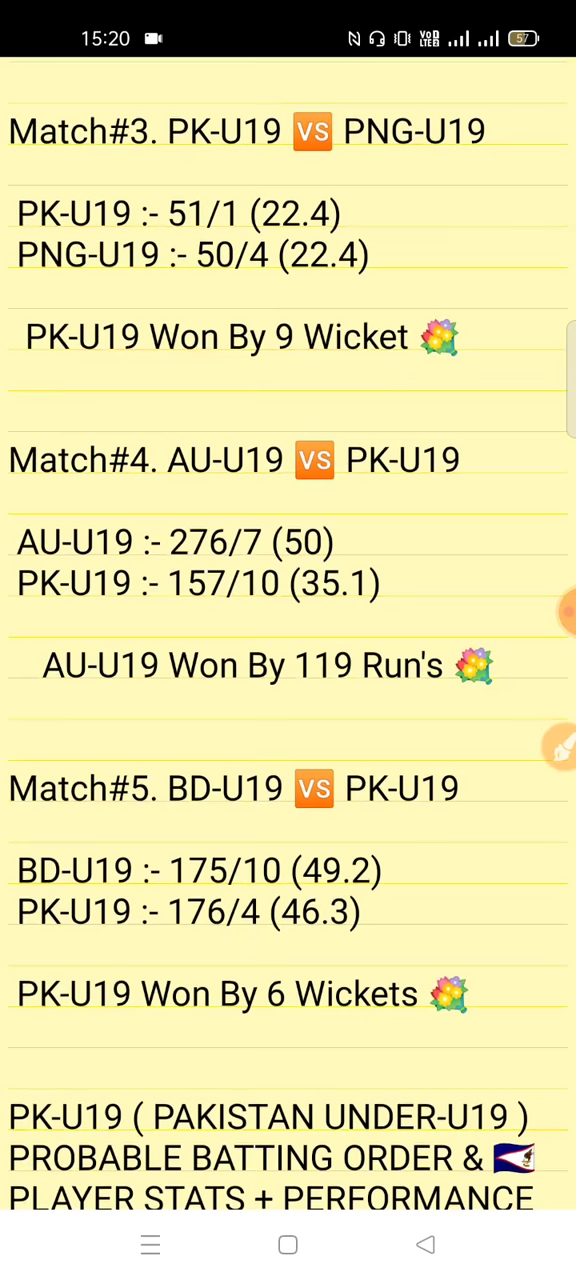 15:20
VoD LTE2 57
Match#3. PK-U19 🆚 PNG-U19
PK-U19 :- 51/1 (22.4)
PNG-U19 :- 50/4 (22.4)
PK-U19 Won By 9 Wicket 💐
Match#4. AU-U19 🆚 PK-U19
AU-U19 :- 276/7 (50)
PK-U19 :- 157/10 (35.1)
AU-U19 Won By 119 Run's 💐
Match#5. BD-U19 🆚 PK-U19
BD-U19 :- 175/10 (49.2)
PK-U19 :- 176/4 (46.3)
PK-U19 Won By 6 Wickets 💐
PK-U19 ( PAKISTAN UNDER-U19 )
PROBABLE BATTING ORDER & 🇦🇸
PLAYER STATS + PERFORMANCE